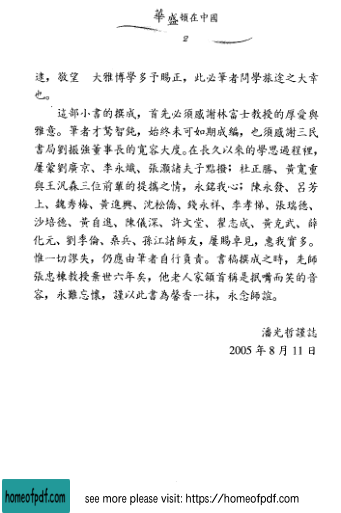 華盛頓在中國
2
達，敬望　大雅博學多予賜正，此必筆者問學旅途之大幸
也。
這部小書的撰成，首先必須感謝林富士教授的厚愛與
雅意。筆者才駑智鈍，始終未可如期成編，也須感謝三民
書局劉振強董事長的寬容大度。在長久以來的學思過程裡，
屢蒙劉廣京、李永熾、張灝諸夫子點撥；杜正勝、黃寬重
與王汎森三位前輩的提攜之情，永銘我心；陳永發、呂芳
上、魏秀梅、黃進興、沈松僑、錢永祥、李孝悌、張瑞德、
沙培德、黃自進、陳儀深、許文堂、翟志成、黃克武、薛
化元、劉季倫、桑兵、孫江諸師友，屢賜卓見，惠我實多。
惟一切謬失，仍應由筆者自行負責。書稿撰成之時，先師
張忠棟教授棄世六年矣，他老人家頷首稱是抿嘴而笑的音
容，永難忘懷，謹以此書為馨香一抹，永念師誼。
潘光哲謹誌
2005 年 8 月 11 日
homeofpdf.com
see more please visit: https://homeofpdf.com